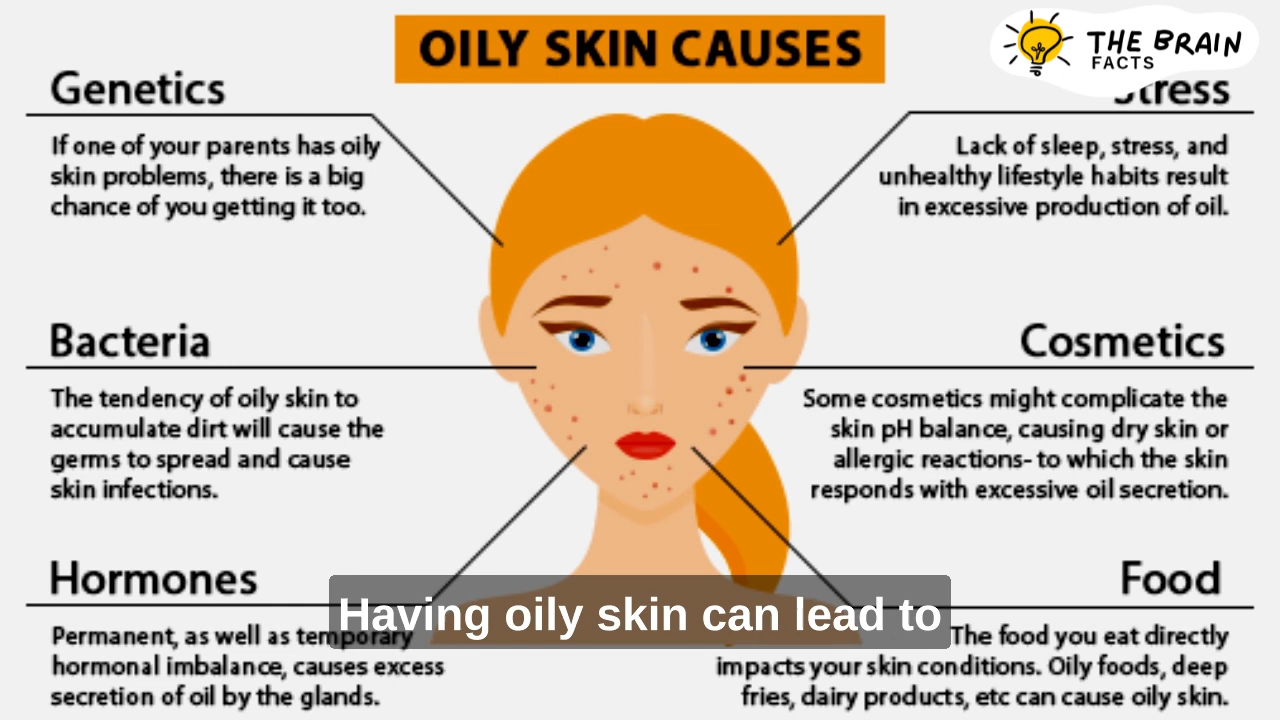 OILY SKIN CAUSES
THE BRAIN
FACTS
Genetics
If one of your parents has oily
skin problems, there is a big
chance of you getting it too.
Stress
Lack of sleep, stress, and
unhealthy lifestyle habits result
in excessive production of oil.
Bacteria
The tendency of oily skin to
accumulate dirt will cause the
germs to spread and cause
skin infections.
Cosmetics
Some cosmetics might complicate the
skin pH balance, causing dry skin or
allergic reactions- to which the skin
responds with excessive oil secretion.
Hormones
Permanent, as well as temporary
hormonal imbalance, causes excess
secretion of oil by the glands.
Food
The food you eat directly
impacts your skin conditions. Oily foods, deep
fries, dairy products, etc can cause oily skin.
Having oily skin can lead to